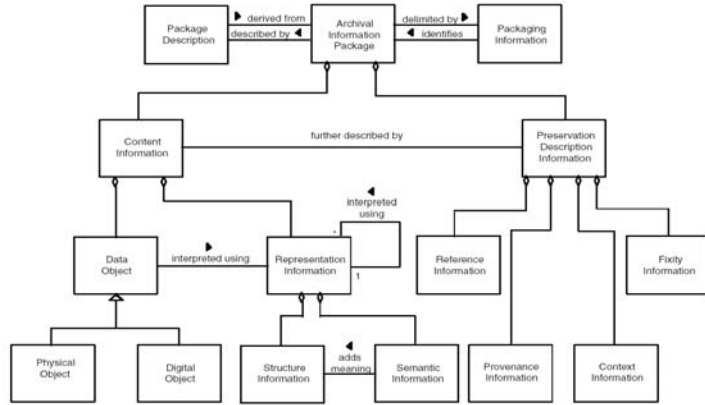 Package
Description
derived from
described by
Archival
Information
Package
delimited by
identifies
Packaging
Information
Content
Information
further described by
Preservation
Description
Information
interpreted
using
*
1
Data
Object
interpreted using
Representation
Information
Reference
Information
Fixity
Information
Physical
Object
Digital
Object
Structure
Information
adds
meaning
Semantic
Information
Provenance
Information
Context
Information